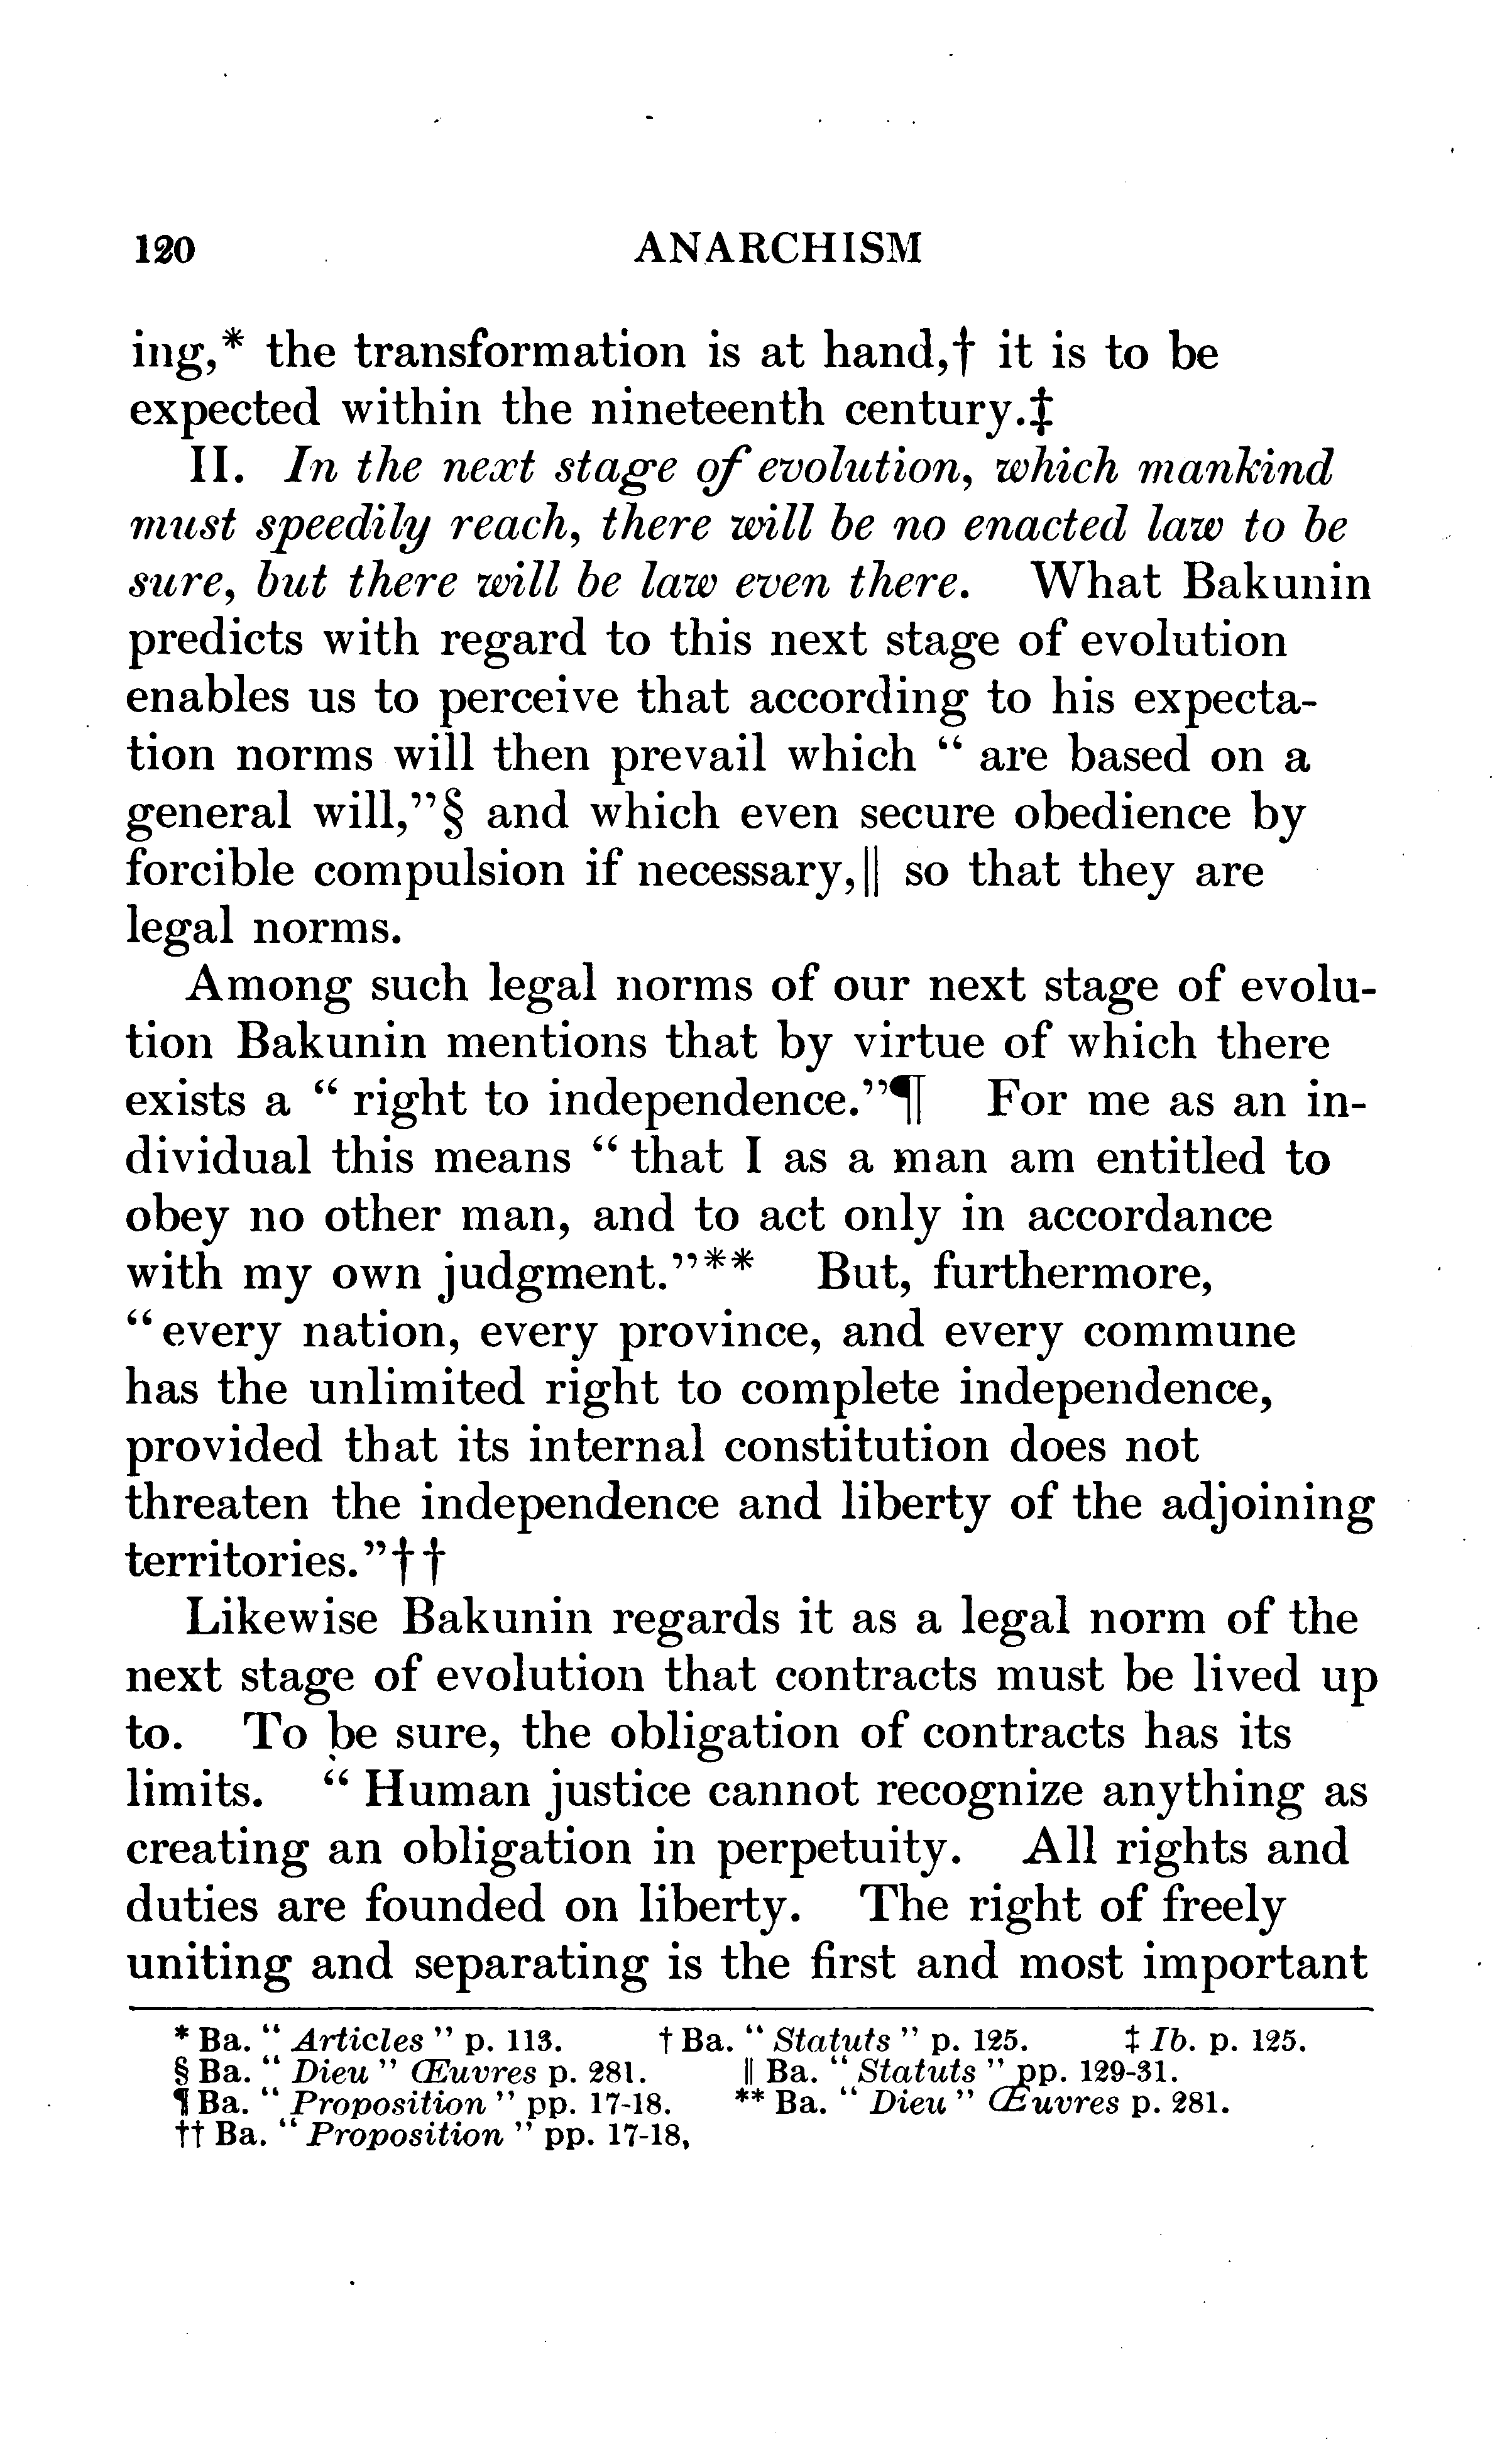 120 ANARCHISM
ing,* the transformation is at hand,† it is to be
expected within the nineteenth century.‡
II. In the next stage of evolution, which mankind
must speedily reach, there will be no enacted law to be
sure, but there will be law even there. What Bakunin
predicts with regard to this next stage of evolution
enables us to perceive that according to his expecta-
tion norms will then prevail which “ are based on a
general will,”§ and which even secure obedience by
forcible compulsion if necessary,‖ so that they are
legal norms.
Among such legal norms of our next stage of evolu-
tion Bakunin mentions that by virtue of which there
exists a “ right to independence.”¶ For me as an in-
dividual this means “ that I as a man am entitled to
obey no other man, and to act only in accordance
with my own judgment.”** But, furthermore,
“ every nation, every province, and every commune
has the unlimited right to complete independence,
provided that its internal constitution does not
threaten the independence and liberty of the adjoining
territories.”††
Likewise Bakunin regards it as a legal norm of the
next stage of evolution that contracts must be lived up
to. To be sure, the obligation of contracts has its
limits. “ Human justice cannot recognize anything as
creating an obligation in perpetuity. All rights and
duties are founded on liberty. The right of freely
uniting and separating is the first and most important
* Ba. “ Articles ” p. 113. † Ba. “ Statuts ” p. 125. ‡ Ib. p. 125.
§ Ba. “ Dieu ” Œuvres p. 281. ‖ Ba. “ Statuts ” pp. 129-31.
¶ Ba. “ Proposition ” pp. 17-18. ** Ba. “ Dieu ” Œuvres p. 281.
†† Ba. “ Proposition ” pp. 17-18,